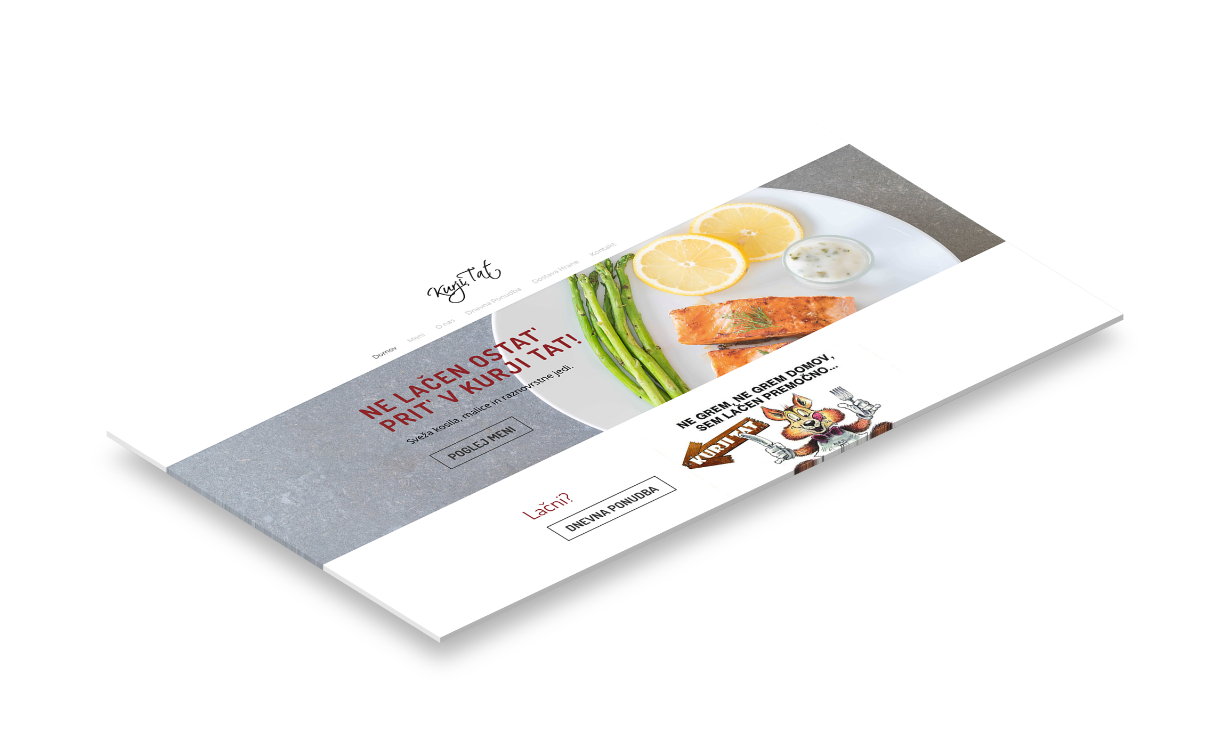 Kurji Tat
Domov Meni O nas Dnevna Ponudba Dostava Hrane Kontakt
NE LAČEN OSTAT'
PRIT' V KURJI TAT!
Sveža kosila, malice in raznovrstne jedi.
POGLEJ MENI
NE GREM, NE GREM DOMOV,
SEM LAČEN PREMOČNO...
KURJI TAT
Lačni?
DNEVNA PONUDBA